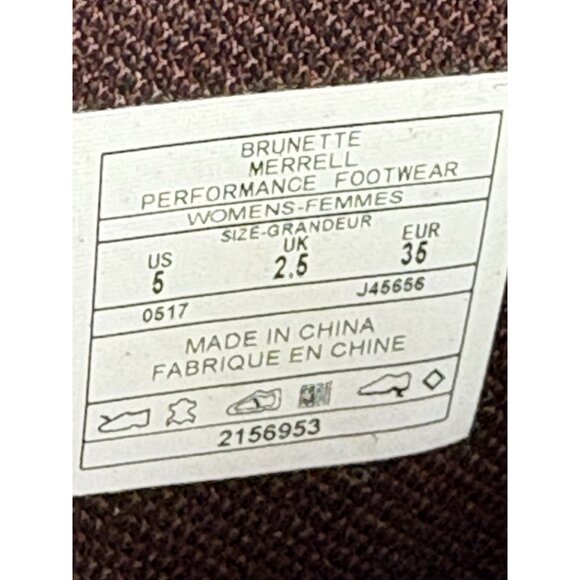 BRUNETTE
MERRELL
PERFORMANCE FOOTWEAR
WOMENS-FEMMES
SIZE-GRANDEUR
US UK EUR
5 2.5 35
0517 J45656
MADE IN CHINA
FABRIQUE EN CHINE
2156953